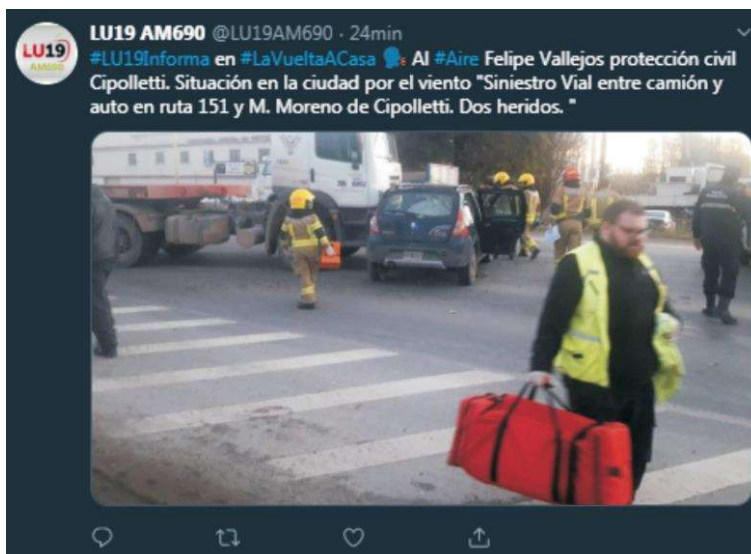 LU19 AM690 @LU19AM690 · 24min
#LU19Informa en #LaVueltaACasa Al #Aire Felipe Vallejos protección civil
Cipolletti. Situación en la ciudad por el viento "Siniestro Vial entre camión y
auto en ruta 151 y M. Moreno de Cipolletti. Dos heridos. "
LU19
AM690